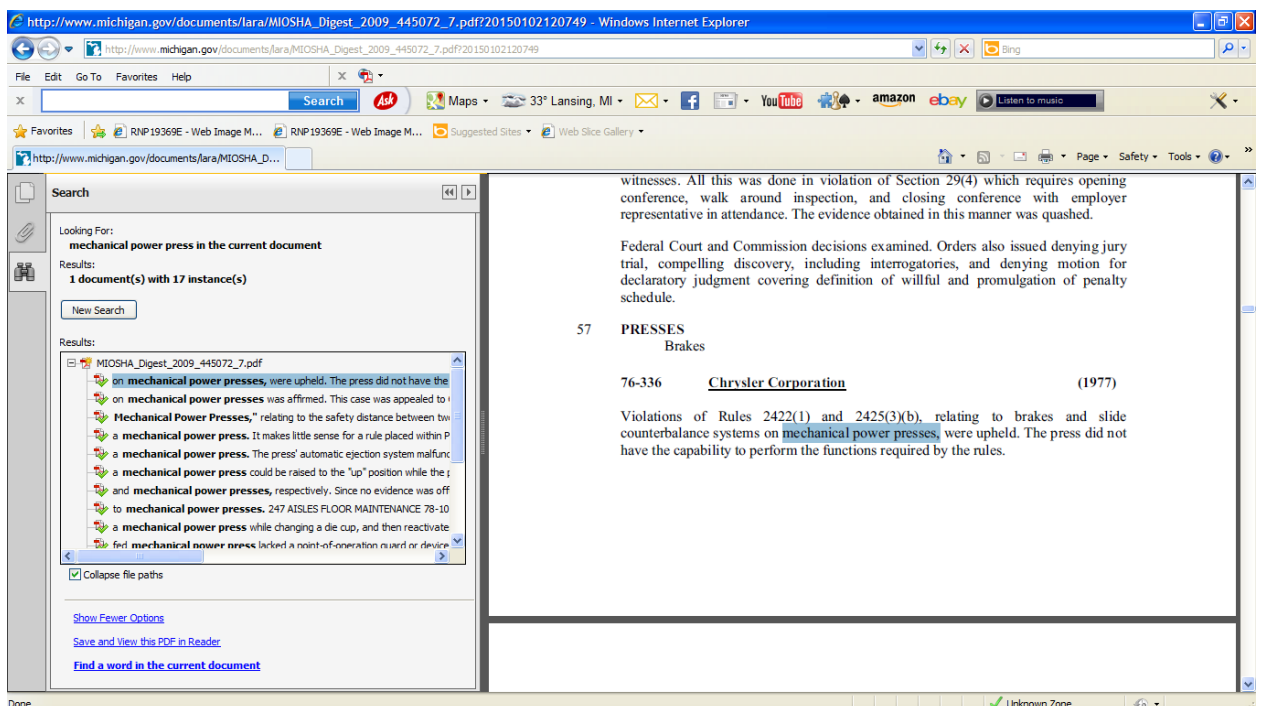 http://www.michigan.gov/documents/lara/MIOSHA_Digest_2009_445072_7.pdf?20150102120749 - Windows Internet Explorer
http://www.michigan.gov/documents/lara/MIOSHA_Digest_2009_445072_7.pdf?20150102120749
Bing
File Edit Go To Favorites Help
x
x Search Ask Maps 33° Lansing, MI YouTube amazon ebay Listen to music
Favorites RNP19369E - Web Image M... RNP19369E - Web Image M... Suggested Sites Web Slice Gallery
http://www.michigan.gov/documents/lara/MIOSHA_D...
Page Safety Tools
Search
Looking For:
mechanical power press in the current document
Results:
1 document(s) with 17 instance(s)
New Search
Results:
MIOSHA_Digest_2009_445072_7.pdf
on mechanical power presses, were upheld. The press did not have the
on mechanical power presses was affirmed. This case was appealed to
Mechanical Power Presses," relating to the safety distance between
a mechanical power press. It makes little sense for a rule placed within P
a mechanical power press. The press' automatic ejection system malfunc
a mechanical power press could be raised to the "up" position while the
and mechanical power presses, respectively. Since no evidence was off
to mechanical power presses. 247 AISLES FLOOR MAINTENANCE 78-10
a mechanical power press while changing a die cup, and then reactivate
fed mechanical power press lacked a point-of-operation guard or device
Collapse file paths
Show Fewer Options
Save and View this PDF in Reader
Find a word in the current document
witnesses. All this was done in violation of Section 29(4) which requires opening
conference, walk around inspection, and closing conference with employer
representative in attendance. The evidence obtained in this manner was quashed.
Federal Court and Commission decisions examined. Orders also issued denying jury
trial, compelling discovery, including interrogatories, and denying motion for
declaratory judgment covering definition of willful and promulgation of penalty
schedule.
57 PRESSES
Brakes
76-336 Chrysler Corporation (1977)
Violations of Rules 2422(1) and 2425(3)(b), relating to brakes and slide
counterbalance systems on mechanical power presses, were upheld. The press did not
have the capability to perform the functions required by the rules.
Done
Unknown Zone